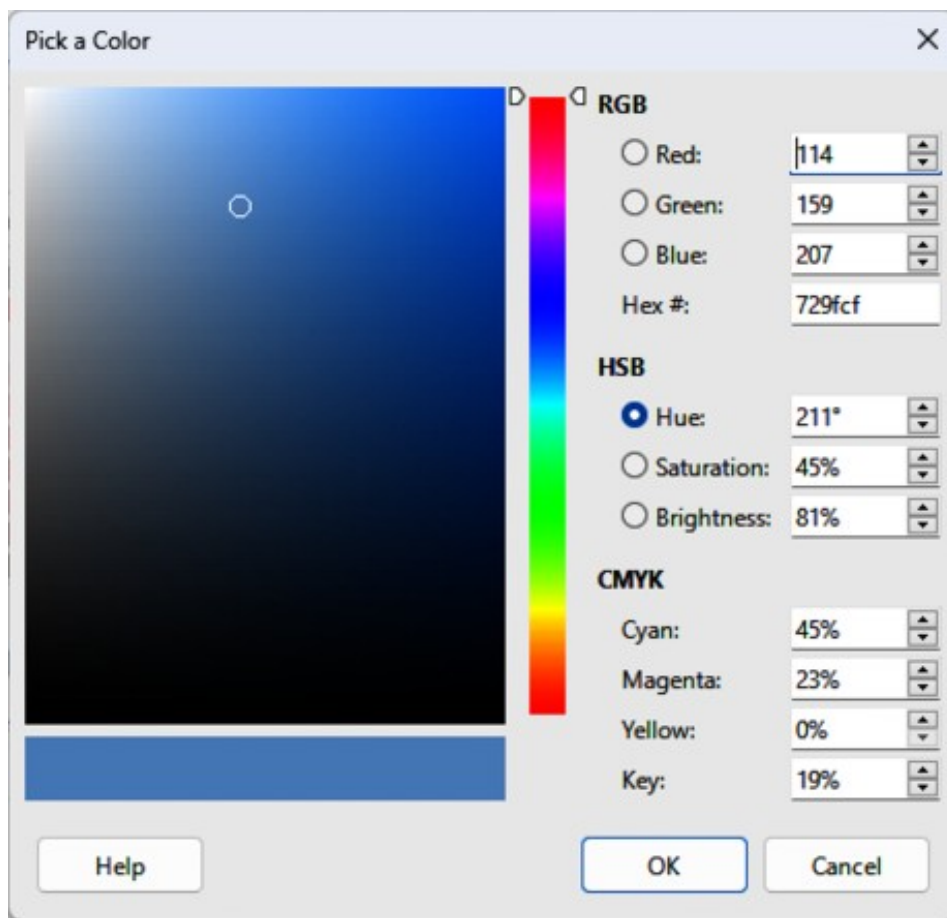 Pick a Color
RGB
Red: 114
Green: 159
Blue: 207
Hex #: 729fcf
HSB
Hue: 211°
Saturation: 45%
Brightness: 81%
CMYK
Cyan: 45%
Magenta: 23%
Yellow: 0%
Key: 19%
Help OK Cancel